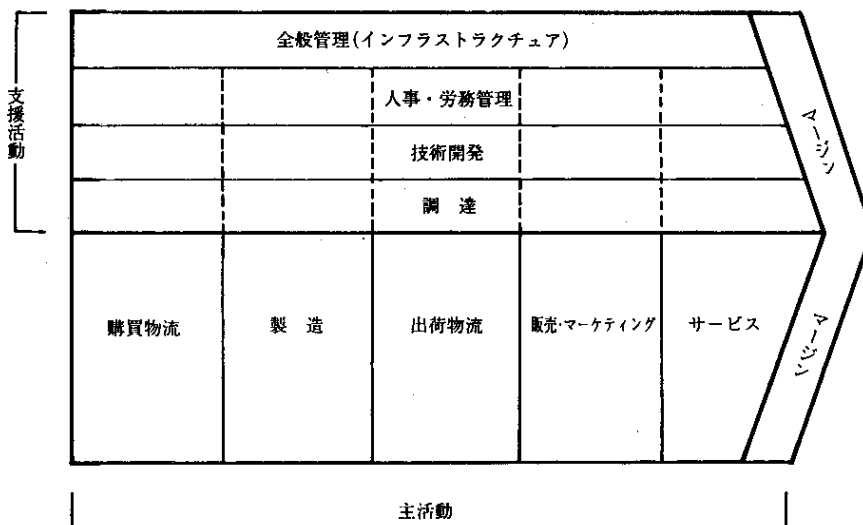 全般管理(インフラストラクチュア)
人事・労務管理
技術開発
調 達
支援活動
購買物流
製 造
出荷物流
販売・マーケティング
サービス
マージン
マージン
主活動